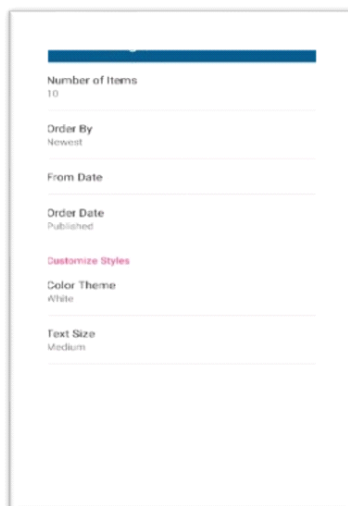 Number of Items
10
Order By
Newest
From Date
Order Date
Published
Customize Styles
Color Theme
White
Text Size
Medium